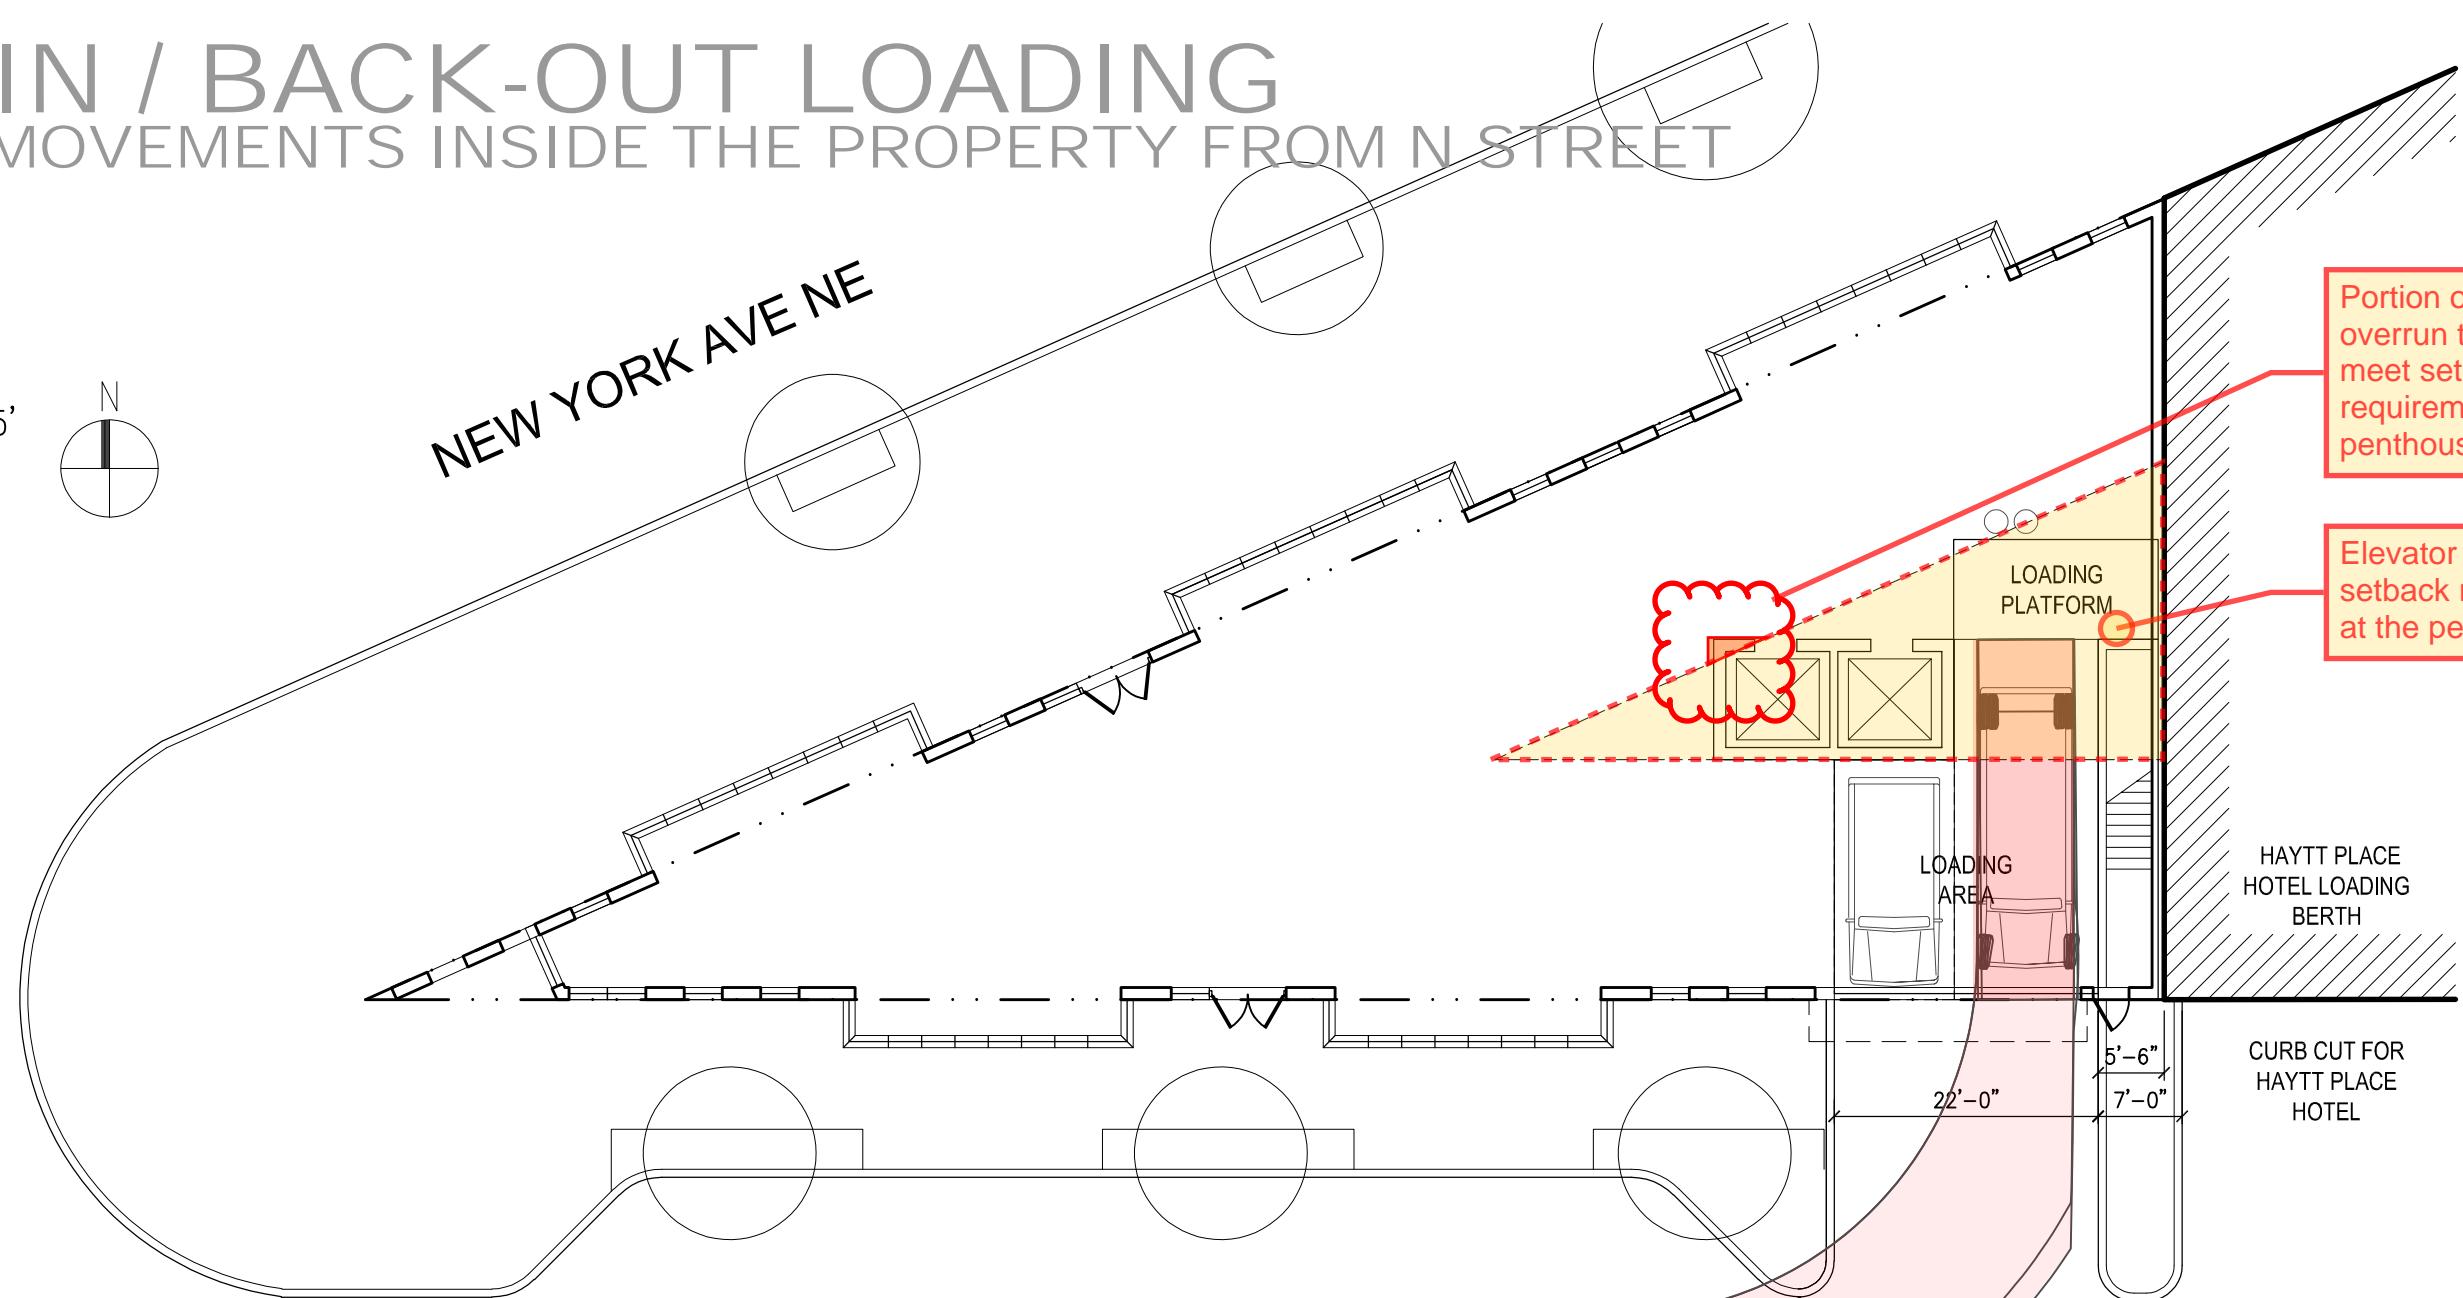 IN / BACK-OUT LOADING
MOVEMENTS INSIDE THE PROPERTY FROM N STREET
5'
N
NEW YORK AVE NE
Portion o
overrun t
meet set
requirem
penthous
Elevator
setback r
at the pe
LOADING
PLATFORM
LOADING
AREA
HAYTT PLACE
HOTEL LOADING
BERTH
5'-6"
22'-0"
7'-0"
CURB CUT FOR
HAYTT PLACE
HOTEL